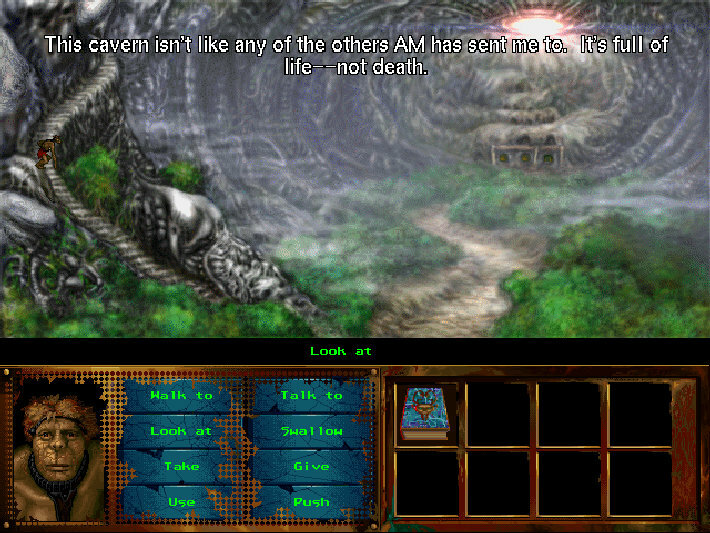 This cavern isn't like any of the others AM has sent me to.  It's full of
life--not death.
Look at
Walk to
Talk to
Look at
Swallow
Take
Give
Use
Push